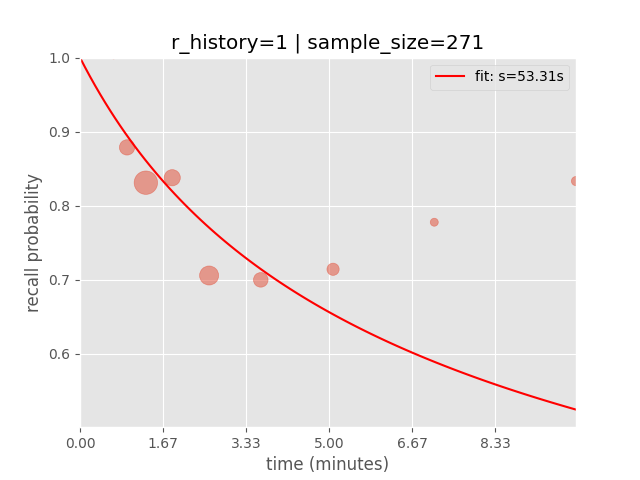 r_history=1 | sample_size=271
fit: s=53.31s
1.0
0.9
0.8
0.7
0.6
recall probability
0.00 1.67 3.33 5.00 6.67 8.33
time (minutes)